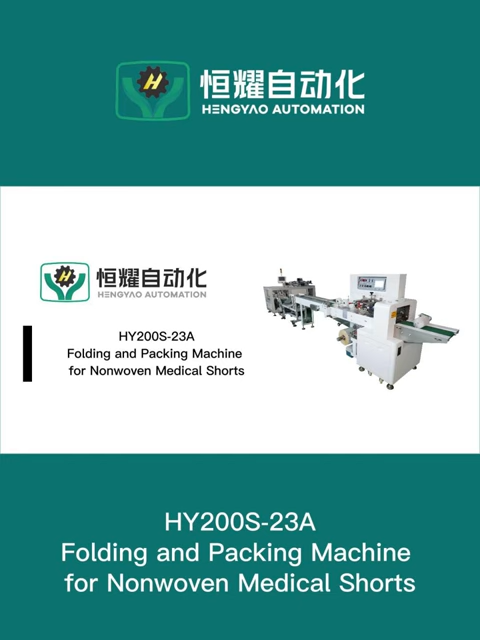 H
恒耀自动化
HENGYAO AUTOMATION
H
恒耀自动化
HENGYAO AUTOMATION
HY200S-23A
Folding and Packing Machine
for Nonwoven Medical Shorts
HY200S-23A
Folding and Packing Machine
for Nonwoven Medical Shorts